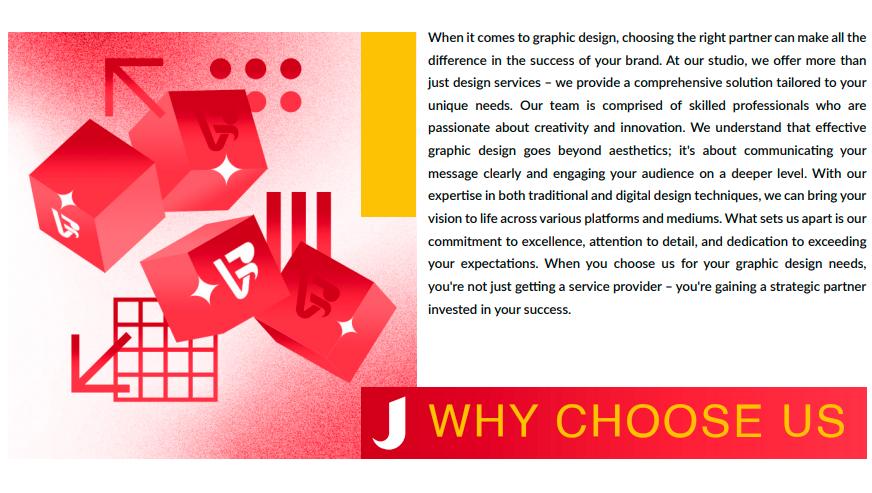 When it comes to graphic design, choosing the right partner can make all the
difference in the success of your brand. At our studio, we offer more than
just design services – we provide a comprehensive solution tailored to your
unique needs. Our team is comprised of skilled professionals who are
passionate about creativity and innovation. We understand that effective
graphic design goes beyond aesthetics; it's about communicating your
message clearly and engaging your audience on a deeper level. With our
expertise in both traditional and digital design techniques, we can bring your
vision to life across various platforms and mediums. What sets us apart is our
commitment to excellence, attention to detail, and dedication to exceeding
your expectations. When you choose us for your graphic design needs,
you're not just getting a service provider – you're gaining a strategic partner
invested in your success.
J WHY CHOOSE US